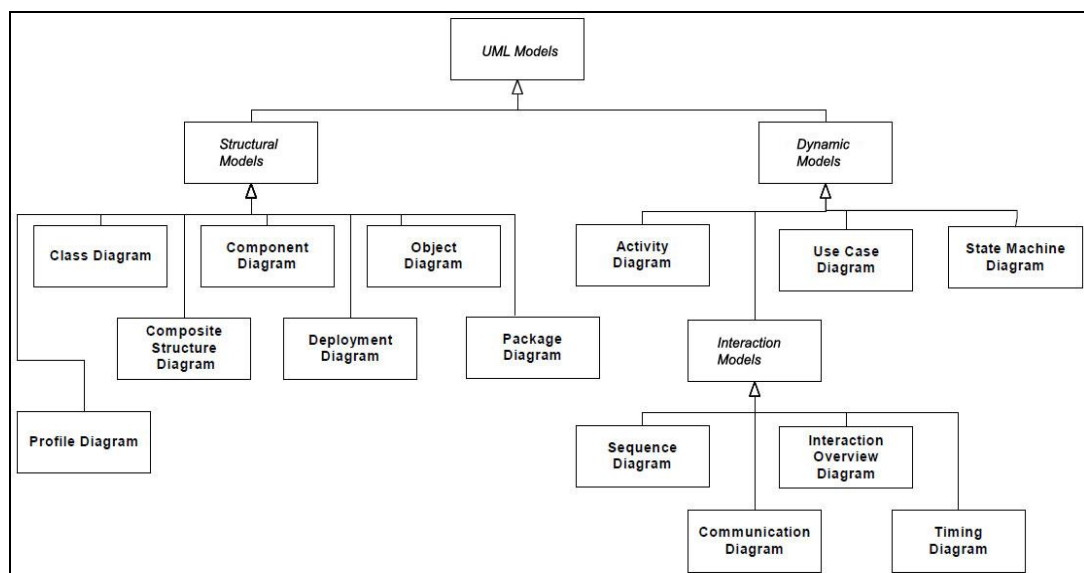 UML Models
Structural
Models
Dynamic
Models
Class Diagram
Component
Diagram
Object
Diagram
Activity
Diagram
Use Case
Diagram
State Machine
Diagram
Composite
Structure
Diagram
Deployment
Diagram
Package
Diagram
Interaction
Models
Profile Diagram
Sequence
Diagram
Interaction
Overview
Diagram
Communication
Diagram
Timing
Diagram